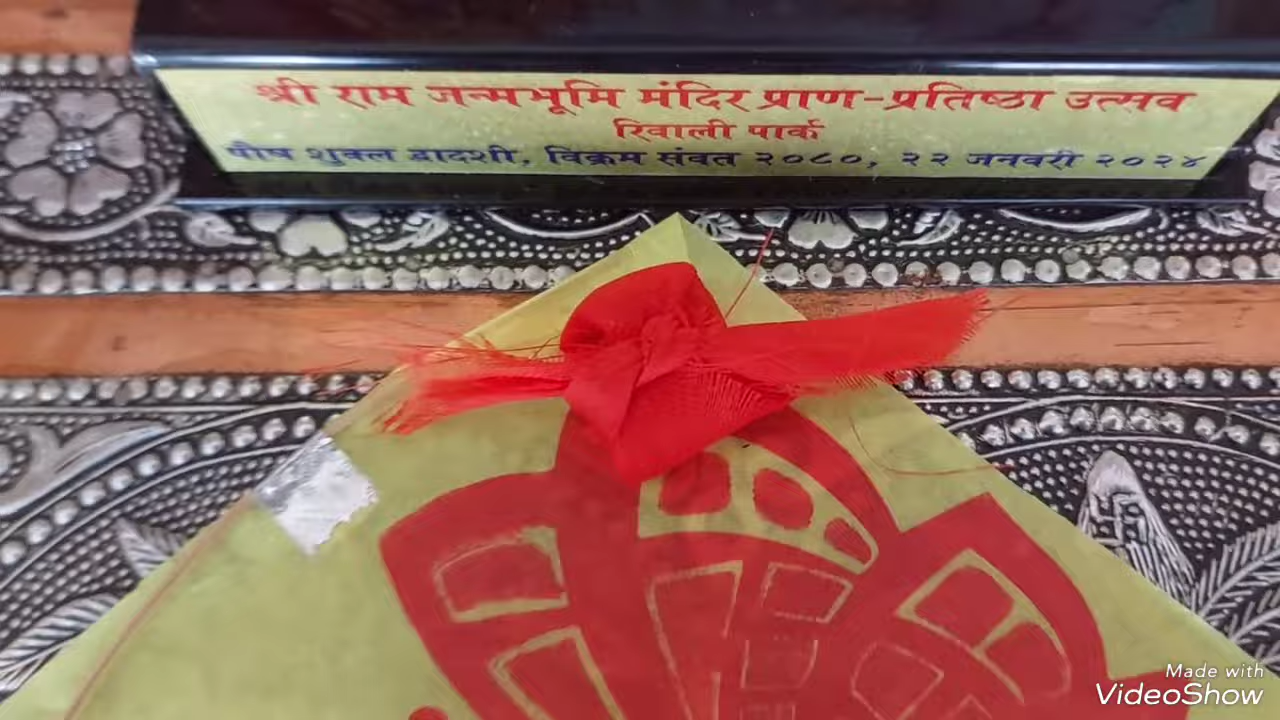 श्री राम जन्मभूमि मंदिर प्राण-प्रतिष्ठा उत्सव
रिवाली पार्क
पौष शुक्ल द्वादशी, विक्रम संवत २०८०, २२ जनवरी २०२४
Made with
VideoShow